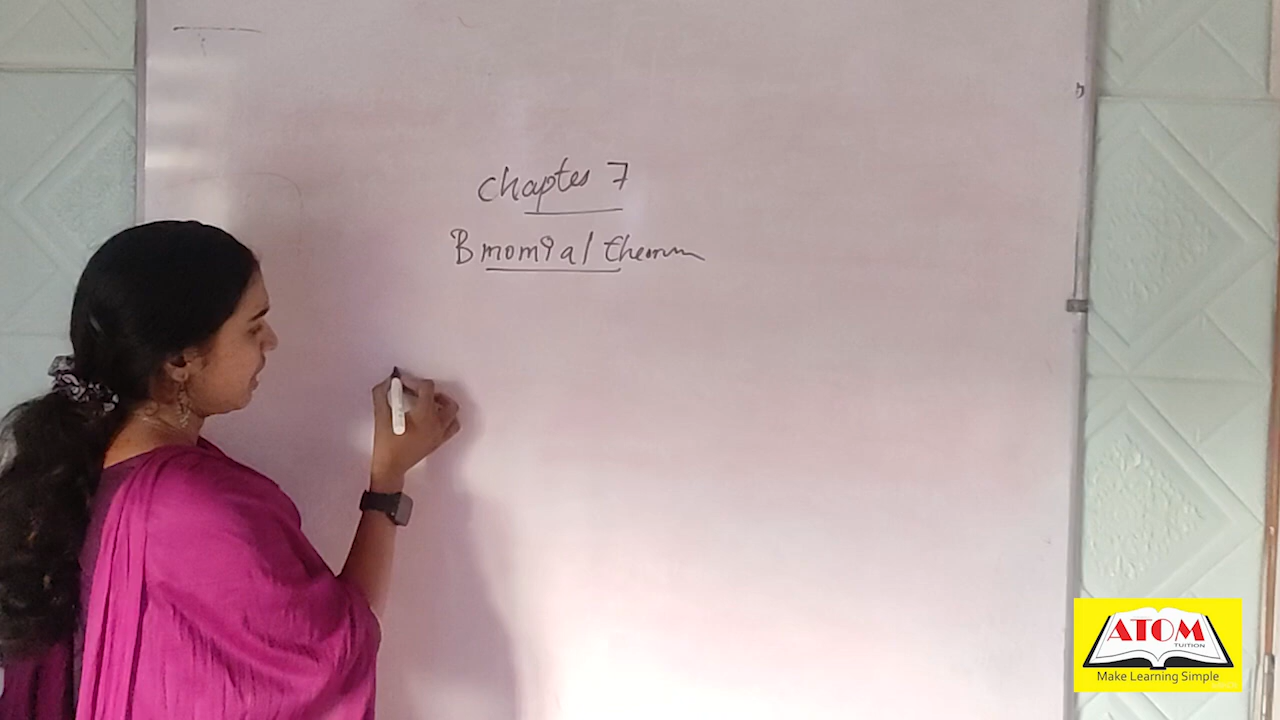 Chapter 7
Binomial theorem
ATOM
TUITION
Make Learning Simple